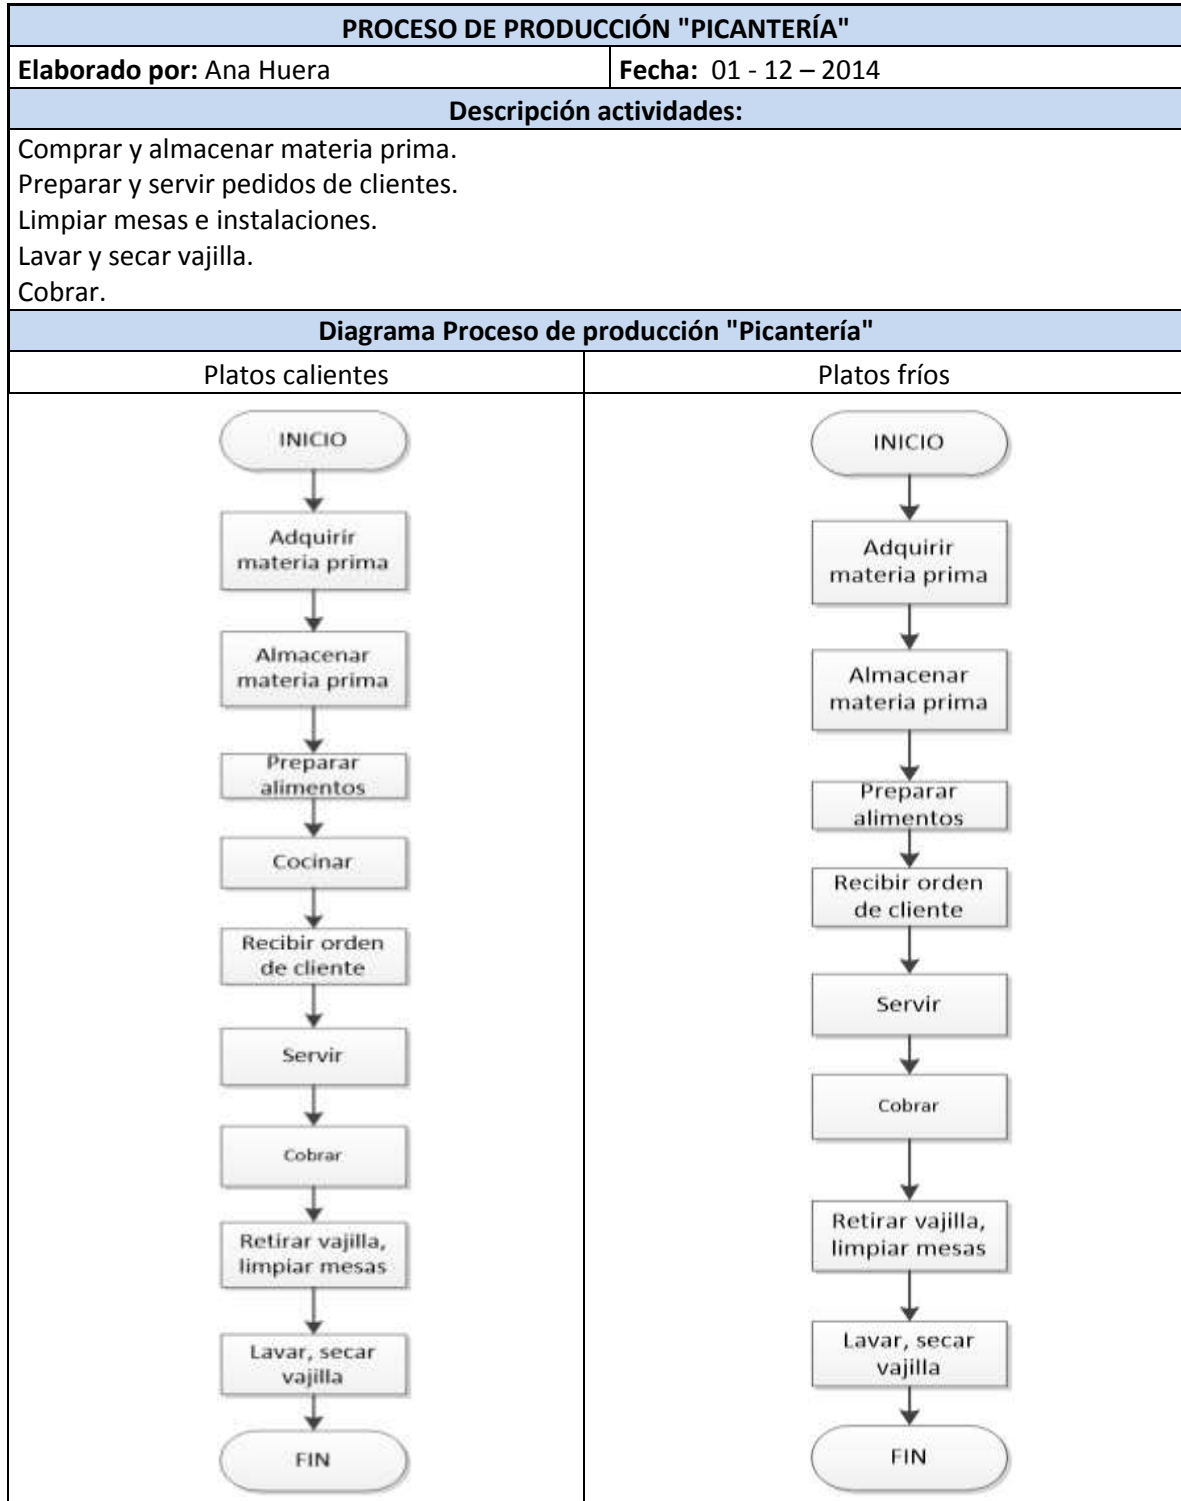 PROCESO DE PRODUCCIÓN "PICANTERÍA"
Elaborado por: Ana Huera
Fecha: 01 - 12 – 2014
Descripción actividades:
Comprar y almacenar materia prima.
Preparar y servir pedidos de clientes.
Limpiar mesas e instalaciones.
Lavar y secar vajilla.
Cobrar.
Diagrama Proceso de producción "Picantería"
Platos calientes
Platos fríos
INICIO
Adquirir
materia prima
Almacenar
materia prima
Preparar
alimentos
Cocinar
Recibir orden
de cliente
Servir
Cobrar
Retirar vajilla,
limpiar mesas
Lavar, secar
vajilla
FIN
INICIO
Adquirir
materia prima
Almacenar
materia prima
Preparar
alimentos
Recibir orden
de cliente
Servir
Cobrar
Retirar vajilla,
limpiar mesas
Lavar, secar
vajilla
FIN